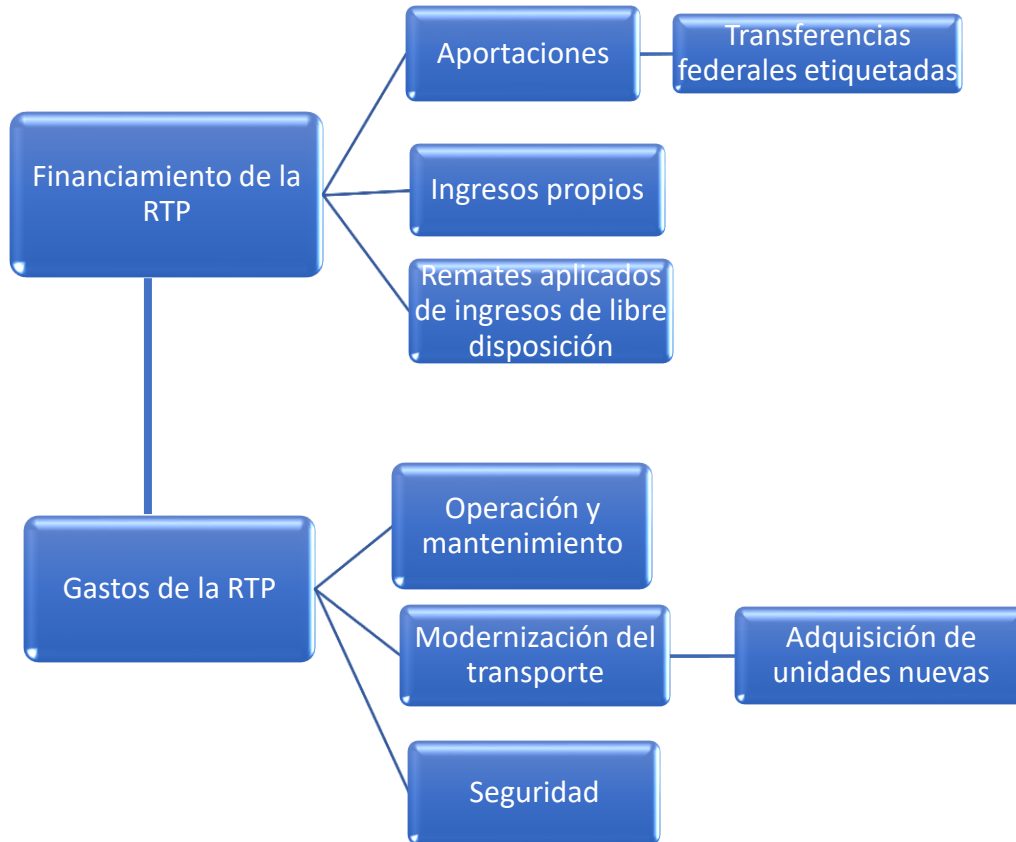 Aportaciones
Transferencias
federales etiquetadas
Financiamiento de la
RTP
Ingresos propios
Remates aplicados
de ingresos de libre
disposición
Operación y
mantenimiento
Gastos de la RTP
Modernización del
transporte
Adquisición de
unidades nuevas
Seguridad